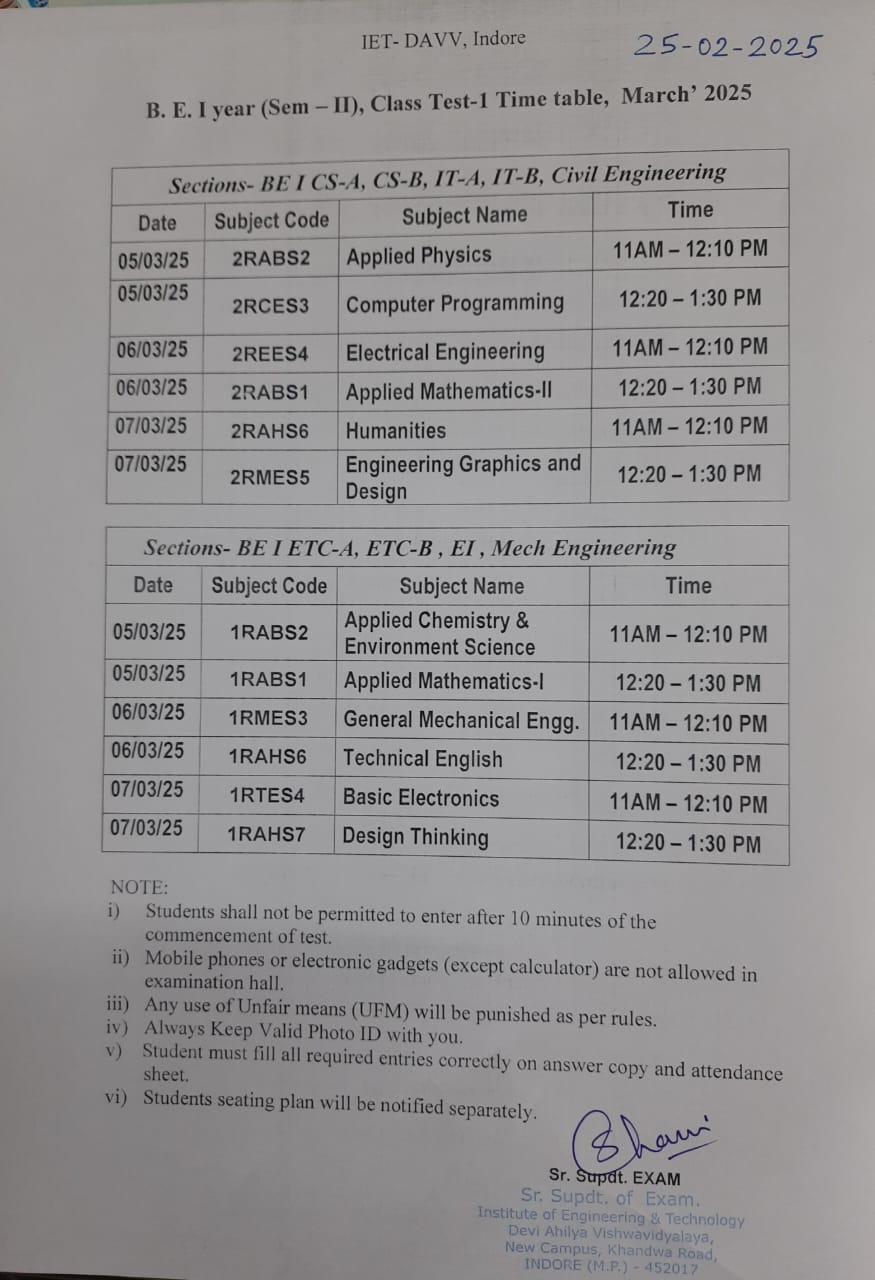 IET- DAVV, Indore
25-02-2025
B. E. I year (Sem – II), Class Test-1 Time table, March’ 2025
Sections- BE I CS-A, CS-B, IT-A, IT-B, Civil Engineering
Date Subject Code Subject Name Time
05/03/25 2RABS2 Applied Physics 11AM – 12:10 PM
05/03/25 2RCES3 Computer Programming 12:20 – 1:30 PM
06/03/25 2REES4 Electrical Engineering 11AM – 12:10 PM
06/03/25 2RABS1 Applied Mathematics-II 12:20 – 1:30 PM
07/03/25 2RAHS6 Humanities 11AM – 12:10 PM
07/03/25 2RMES5 Engineering Graphics and 12:20 – 1:30 PM
Design
Sections- BE I ETC-A, ETC-B , EI , Mech Engineering
Date Subject Code Subject Name Time
05/03/25 1RABS2 Applied Chemistry & 11AM – 12:10 PM
Environment Science
05/03/25 1RABS1 Applied Mathematics-I 12:20 – 1:30 PM
06/03/25 1RMES3 General Mechanical Engg. 11AM – 12:10 PM
06/03/25 1RAHS6 Technical English 12:20 – 1:30 PM
07/03/25 1RTES4 Basic Electronics 11AM – 12:10 PM
07/03/25 1RAHS7 Design Thinking 12:20 – 1:30 PM
NOTE:
i) Students shall not be permitted to enter after 10 minutes of the
commencement of test.
ii) Mobile phones or electronic gadgets (except calculator) are not allowed in
examination hall.
iii) Any use of Unfair means (UFM) will be punished as per rules.
iv) Always Keep Valid Photo ID with you.
v) Student must fill all required entries correctly on answer copy and attendance
sheet.
vi) Students seating plan will be notified separately.
Sr. Supdt. EXAM
Sr. Supdt. of Exam.
Institute of Engineering & Technology
Devi Ahilya Vishwavidyalaya,
New Campus, Khandwa Road,
INDORE (M.P.) - 452017